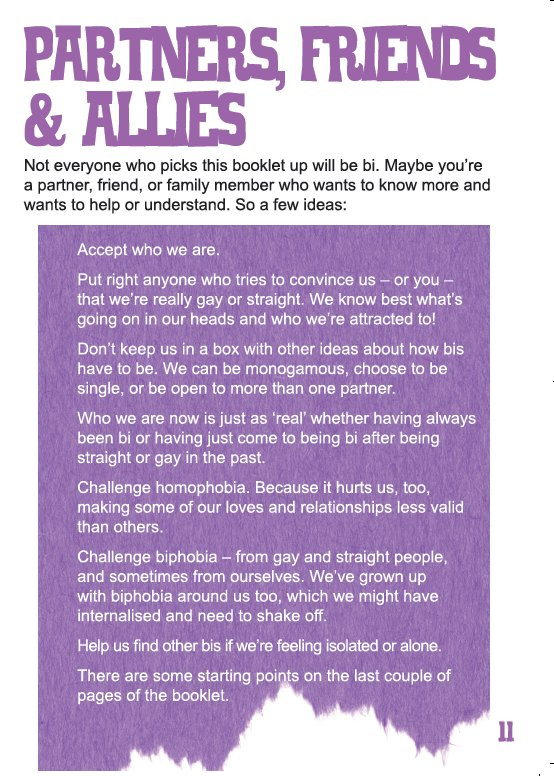 PARTNERS, FRIENDS
& ALLIES
Not everyone who picks this booklet up will be bi. Maybe you're
a partner, friend, or family member who wants to know more and
wants to help or understand. So a few ideas:
Accept who we are.
Put right anyone who tries to convince us – or you –
that we're really gay or straight. We know best what's
going on in our heads and who we're attracted to!
Don't keep us in a box with other ideas about how bis
have to be. We can be monogamous, choose to be
single, or be open to more than one partner.
Who we are now is just as 'real' whether having always
been bi or having just come to being bi after being
straight or gay in the past.
Challenge homophobia. Because it hurts us, too,
making some of our loves and relationships less valid
than others.
Challenge biphobia – from gay and straight people,
and sometimes from ourselves. We've grown up
with biphobia around us too, which we might have
internalised and need to shake off.
Help us find other bis if we're feeling isolated or alone.
There are some starting points on the last couple of
pages of the booklet.
11